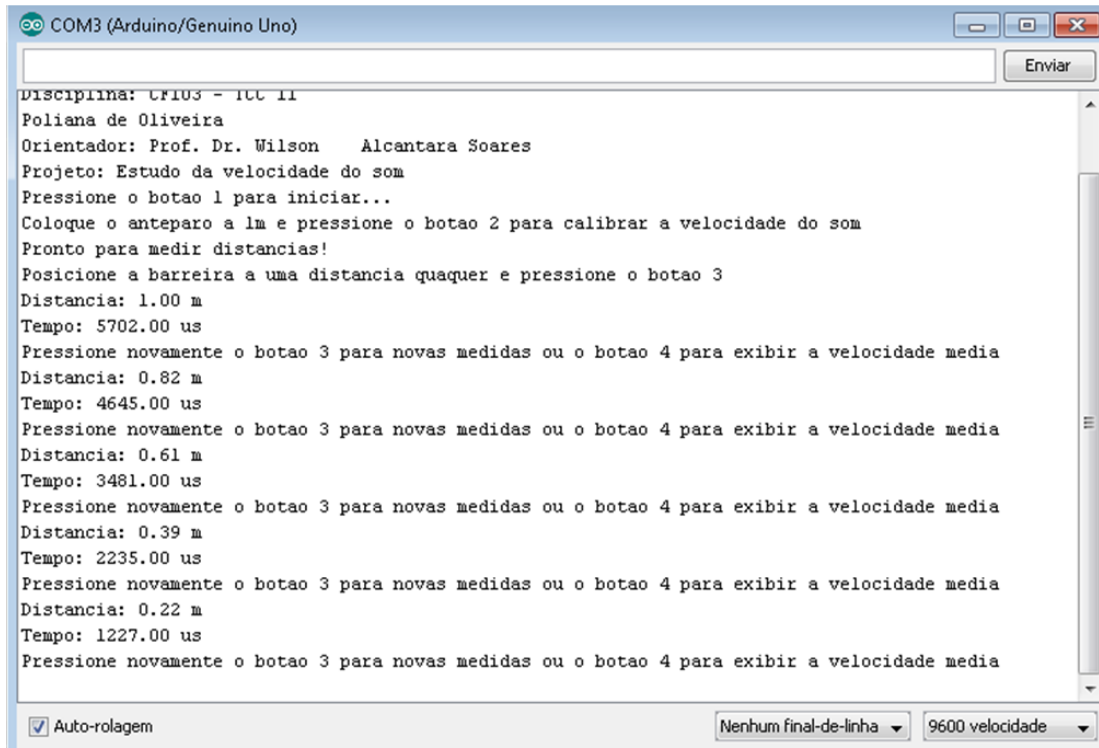 COM3 (Arduino/Genuino Uno)
Enviar
Disciplina: CF103 - TCC II
Poliana de Oliveira
Orientador: Prof. Dr. Wilson    Alcantara Soares
Projeto: Estudo da velocidade do som
Pressione o botao 1 para iniciar...
Coloque o anteparo a 1m e pressione o botao 2 para calibrar a velocidade do som
Pronto para medir distancias!
Posicione a barreira a uma distancia quaquer e pressione o botao 3
Distancia: 1.00 m
Tempo: 5702.00 us
Pressione novamente o botao 3 para novas medidas ou o botao 4 para exibir a velocidade media
Distancia: 0.82 m
Tempo: 4645.00 us
Pressione novamente o botao 3 para novas medidas ou o botao 4 para exibir a velocidade media
Distancia: 0.61 m
Tempo: 3481.00 us
Pressione novamente o botao 3 para novas medidas ou o botao 4 para exibir a velocidade media
Distancia: 0.39 m
Tempo: 2235.00 us
Pressione novamente o botao 3 para novas medidas ou o botao 4 para exibir a velocidade media
Distancia: 0.22 m
Tempo: 1227.00 us
Pressione novamente o botao 3 para novas medidas ou o botao 4 para exibir a velocidade media
Auto-rolagem
Nenhum final-de-linha
9600 velocidade